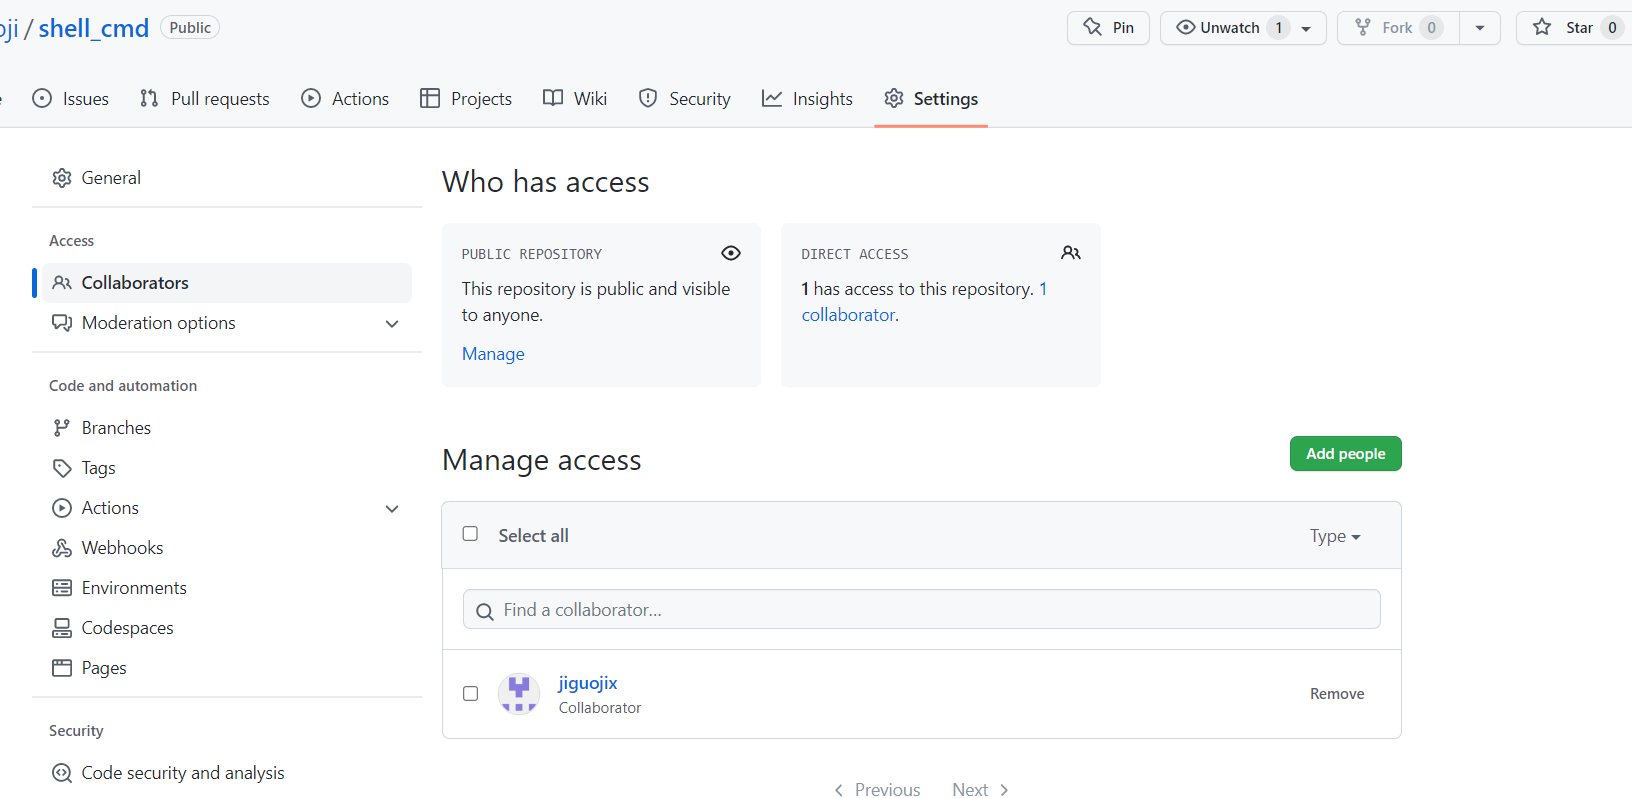 oji / shell_cmd Public Pin Unwatch 1 Fork 0 Star 0
Issues Pull requests Actions Projects Wiki Security Insights Settings
General
Access
Collaborators
Moderation options
Code and automation
Branches
Tags
Actions
Webhooks
Environments
Codespaces
Pages
Security
Code security and analysis
Who has access
PUBLIC REPOSITORY
This repository is public and visible
to anyone.
Manage
DIRECT ACCESS
1 has access to this repository. 1
collaborator.
Manage access
Add people
Select all Type
Find a collaborator...
jiguojix
Collaborator
Remove
Previous Next